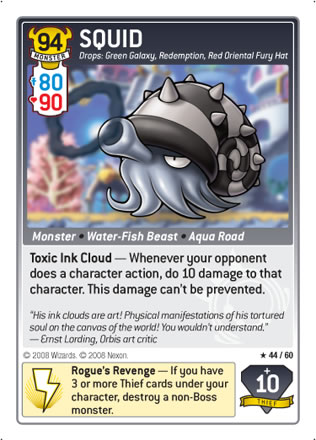 94
MONSTER
SQUID
Drops: Green Galaxy, Redemption, Red Oriental Fury Hat
80
90
Monster • Water-Fish Beast • Aqua Road
Toxic Ink Cloud — Whenever your opponent
does a character action, do 10 damage to that
character. This damage can't be prevented.
"His ink clouds are art! Physical manifestations of his tortured
soul on the canvas of the world! You wouldn't understand."
— Ernst Lording, Orbis art critic
© 2008 Wizards. © 2008 Nexon.
★ 44 / 60
Rogue's Revenge — If you have
3 or more Thief cards under your
character, destroy a non-Boss
monster.
+
10
THIEF